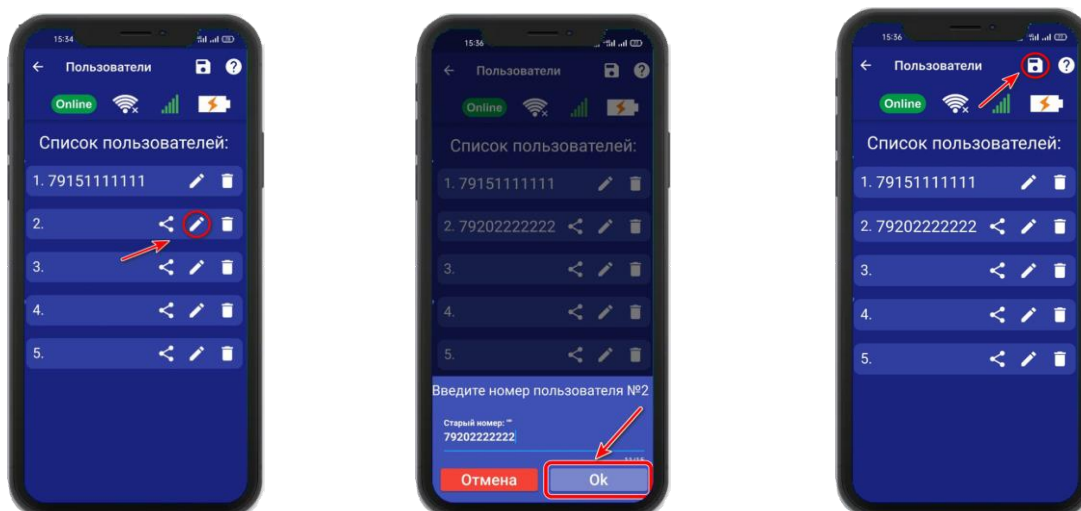 15:34
Пользователи
Online
Список пользователей:
1. 79151111111
2.
3.
4.
5.
15:36
Пользователи
Online
Список пользователей:
1. 79151111111
2. 79202222222
3.
4.
5.
Введите номер пользователя №2
Старый номер: ""
79202222222
Отмена
Ok
15:36
Пользователи
Online
Список пользователей:
1. 79151111111
2. 79202222222
3.
4.
5.